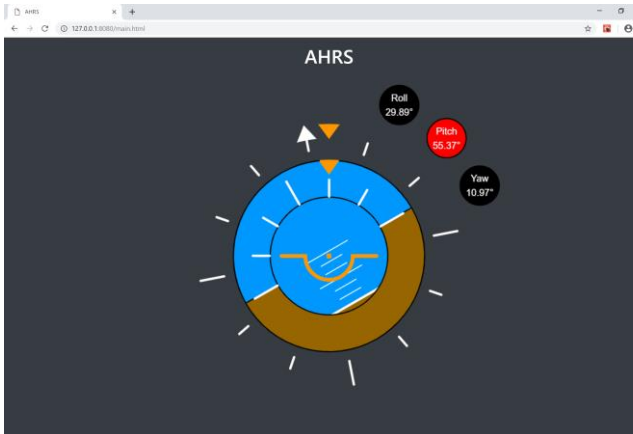 AHRS
127.0.0.1:8080/main.html
AHRS
Roll
29.89°
Pitch
55.37°
Yaw
10.97°